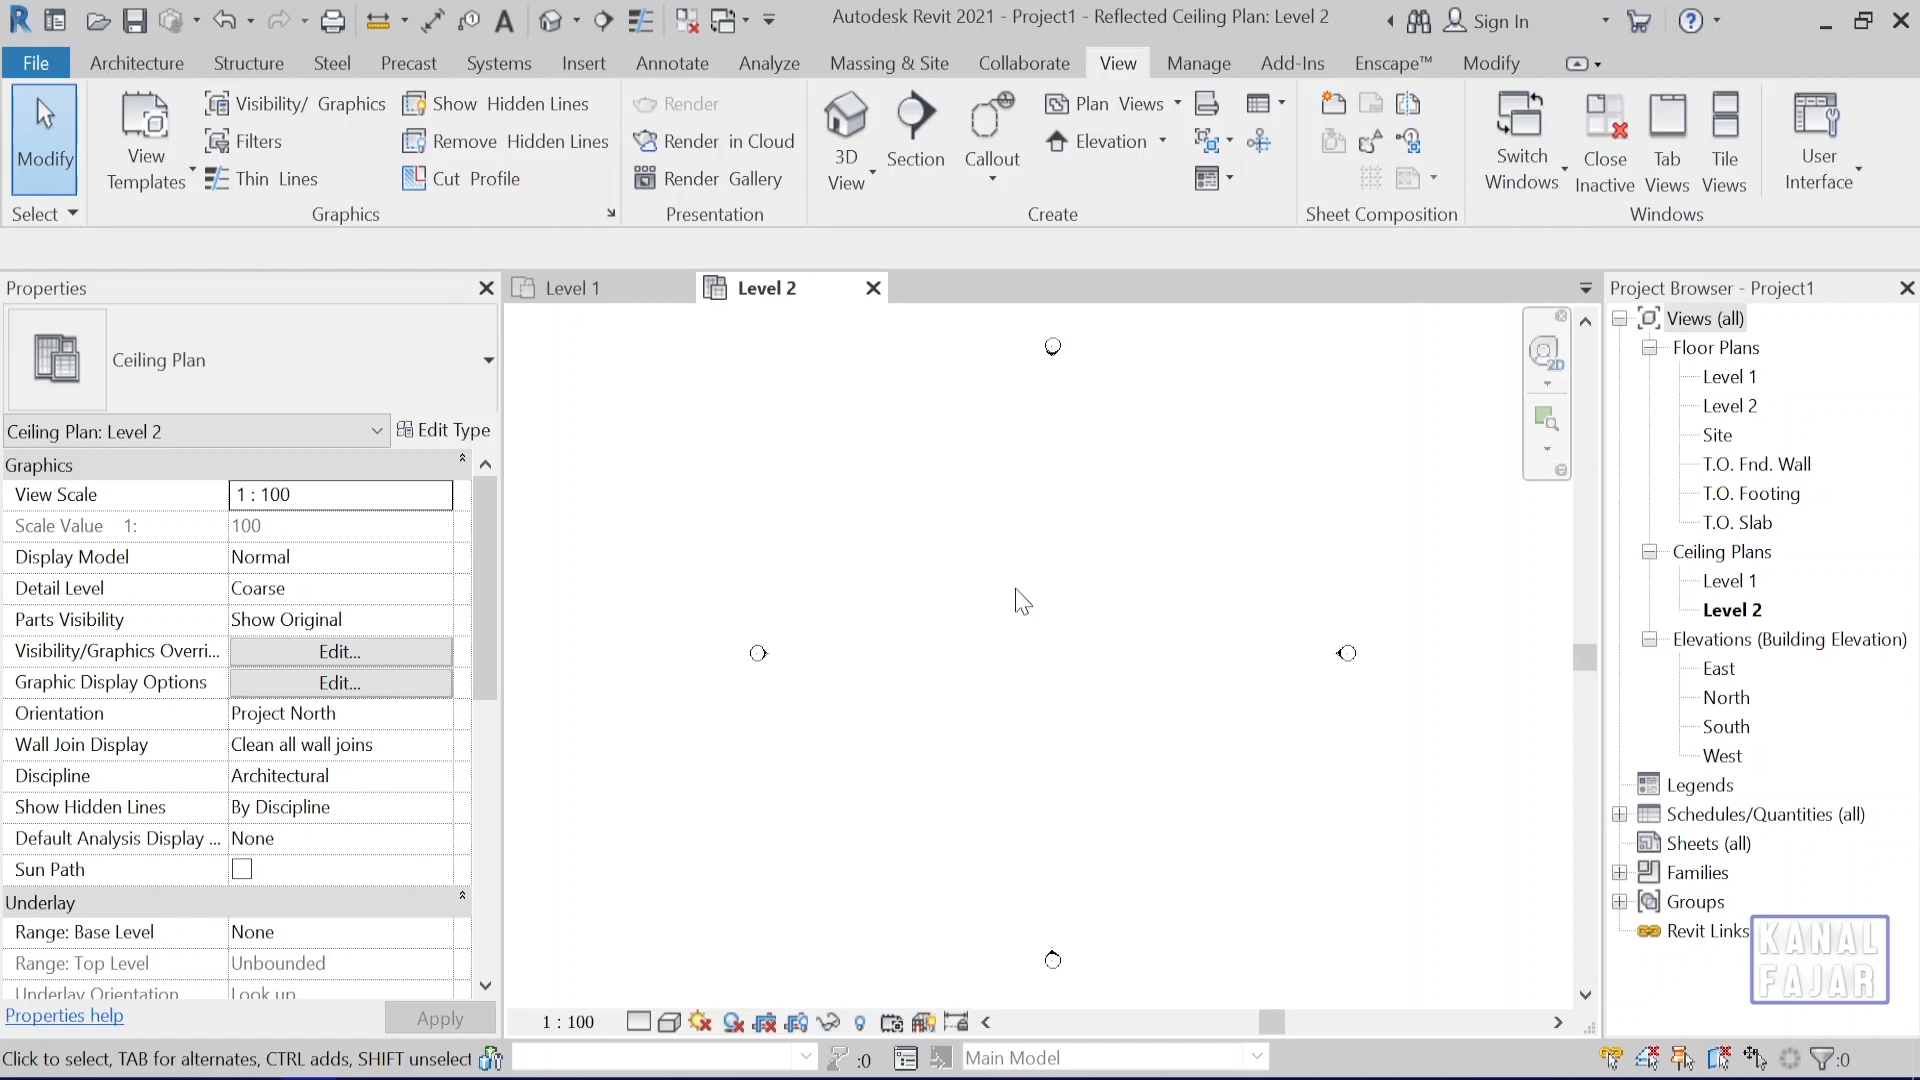 Autodesk Revit 2021 - Project1 - Reflected Ceiling Plan: Level 2
Sign In
File
Architecture
Structure
Steel
Precast
Systems
Insert
Annotate
Analyze
Massing & Site
Collaborate
View
Manage
Add-Ins
Enscape™
Modify
Modify
Select
View
Templates
Visibility/ Graphics
Filters
Thin Lines
Show Hidden Lines
Remove Hidden Lines
Cut Profile
Graphics
Render
Render in Cloud
Render Gallery
Presentation
3D
View
Section
Callout
Plan Views
Elevation
Create
Sheet Composition
Switch
Windows
Close
Inactive
Tab
Views
Tile
Views
Windows
User
Interface
Properties
Ceiling Plan
Ceiling Plan: Level 2
Edit Type
Graphics
View Scale
1 : 100
Scale Value 1:
100
Display Model
Normal
Detail Level
Coarse
Parts Visibility
Show Original
Visibility/Graphics Overri...
Edit...
Graphic Display Options
Edit...
Orientation
Project North
Wall Join Display
Clean all wall joins
Discipline
Architectural
Show Hidden Lines
By Discipline
Default Analysis Display ...
None
Sun Path
Underlay
Range: Base Level
None
Range: Top Level
Unbounded
Underlay Orientation
Look up
Properties help
Apply
Level 1
Level 2
2D
1 : 100
Project Browser - Project1
Views (all)
Floor Plans
Level 1
Level 2
Site
T.O. Fnd. Wall
T.O. Footing
T.O. Slab
Ceiling Plans
Level 1
Level 2
Elevations (Building Elevation)
East
North
South
West
Legends
Schedules/Quantities (all)
Sheets (all)
Families
Groups
Revit Links
KANAL
FAJAR
Click to select, TAB for alternates, CTRL adds, SHIFT unselect
:0
Main Model
:0